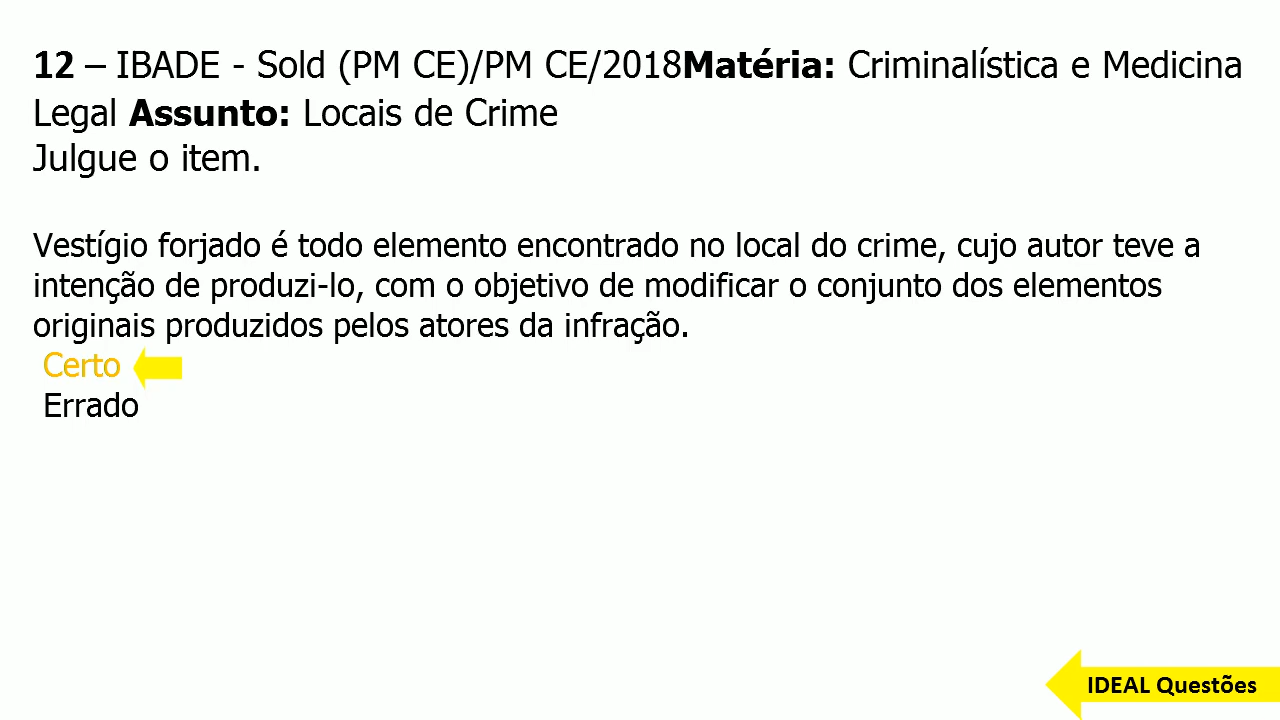 12 – IBADE - Sold (PM CE)/PM CE/2018Matéria: Criminalística e Medicina
Legal Assunto: Locais de Crime
Julgue o item.
Vestígio forjado é todo elemento encontrado no local do crime, cujo autor teve a
intenção de produzi-lo, com o objetivo de modificar o conjunto dos elementos
originais produzidos pelos atores da infração.
Certo
Errado
IDEAL Questões